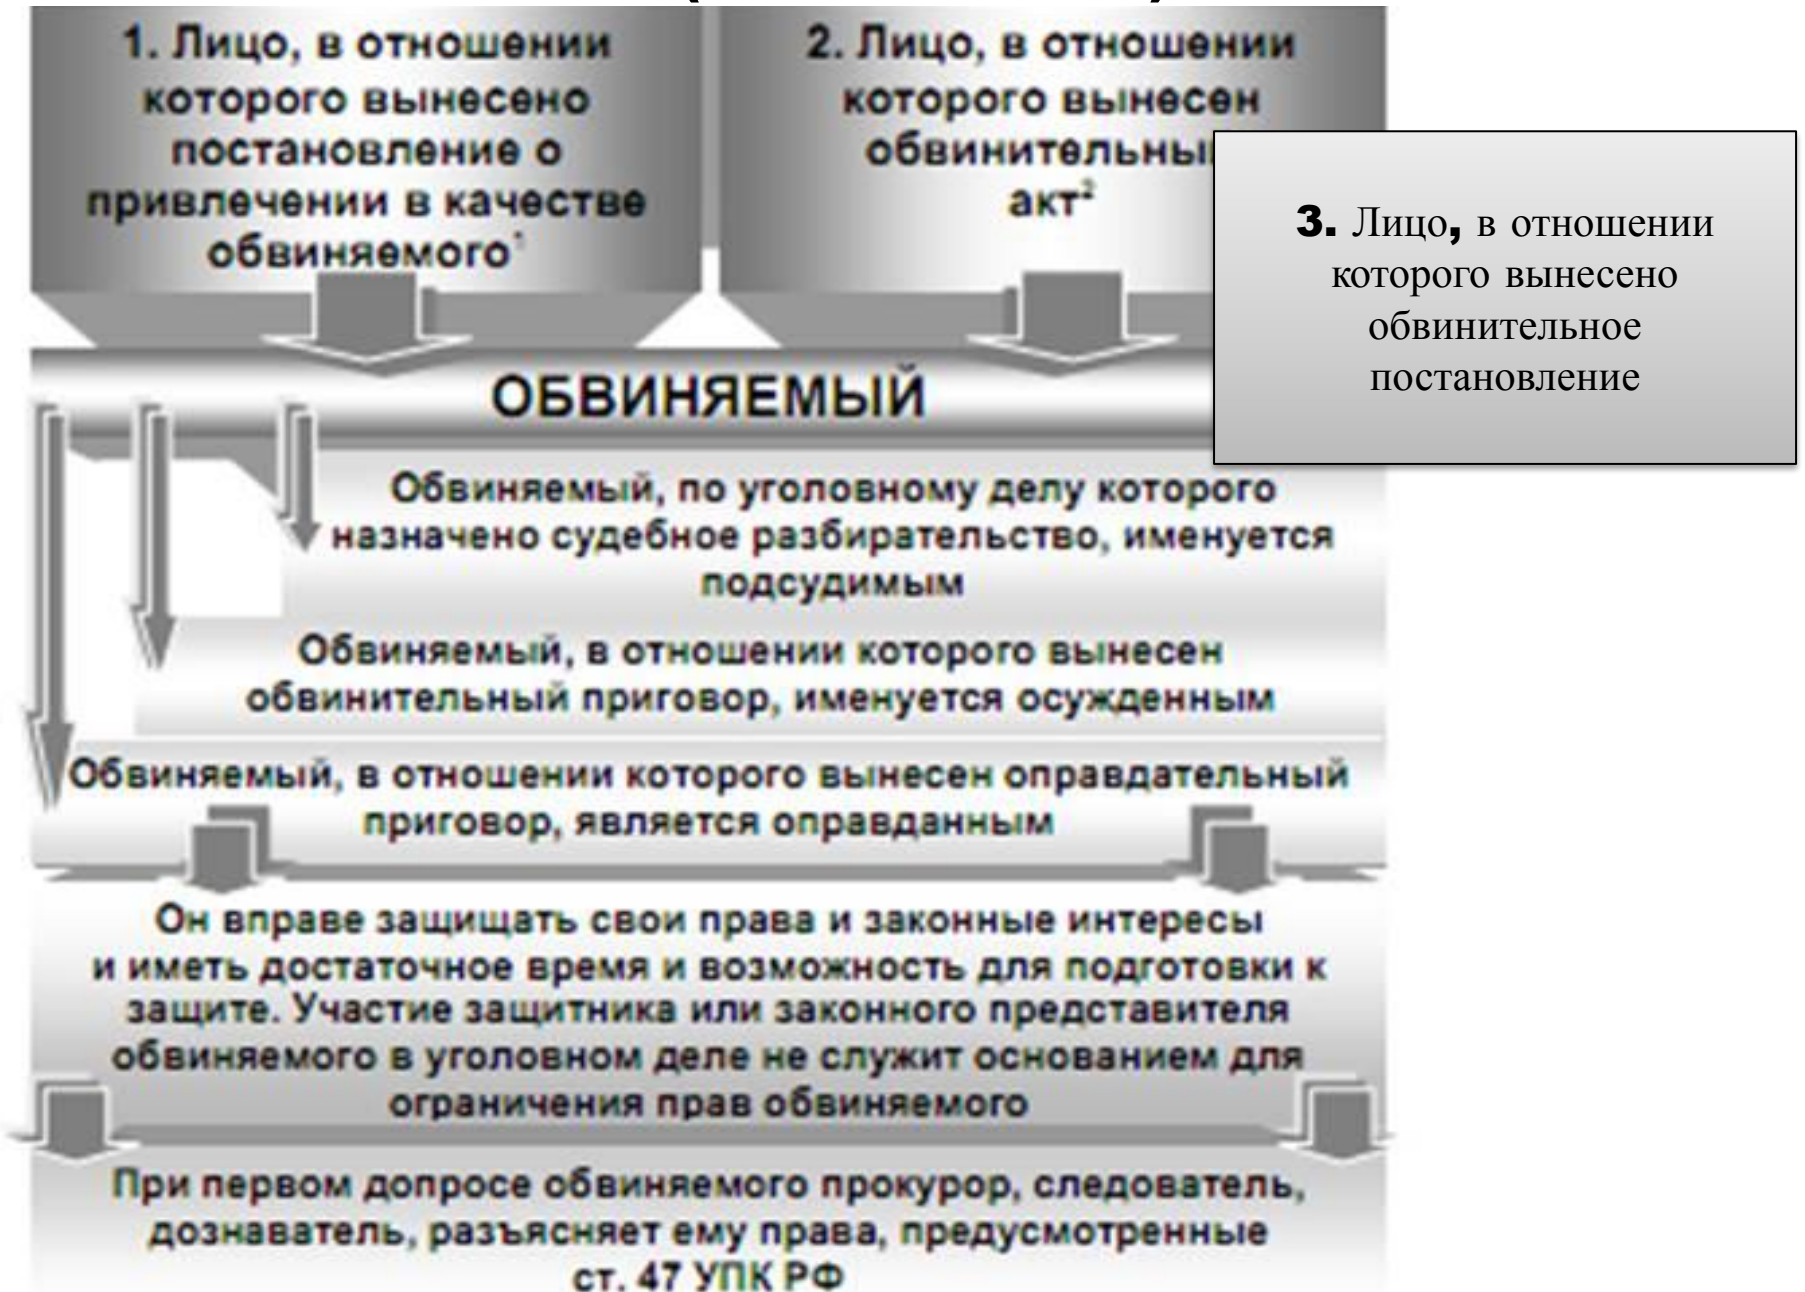 1. Лицо, в отношении
которого вынесено
постановление о
привлечении в качестве
обвиняемого¹
2. Лицо, в отношении
которого вынесен
обвинительны
акт²
3. Лицо, в отношении
которого вынесено
обвинительное
постановление
ОБВИНЯЕМЫЙ
Обвиняемый, по уголовному делу которого
назначено судебное разбирательство, именуется
подсудимым
Обвиняемый, в отношении которого вынесен
обвинительный приговор, именуется осужденным
Обвиняемый, в отношении которого вынесен оправдательный
приговор, является оправданным
Он вправе защищать свои права и законные интересы
и иметь достаточное время и возможность для подготовки к
защите. Участие защитника или законного представителя
обвиняемого в уголовном деле не служит основанием для
ограничения прав обвиняемого
При первом допросе обвиняемого прокурор, следователь,
дознаватель, разъясняет ему права, предусмотренные
ст. 47 УПК РФ